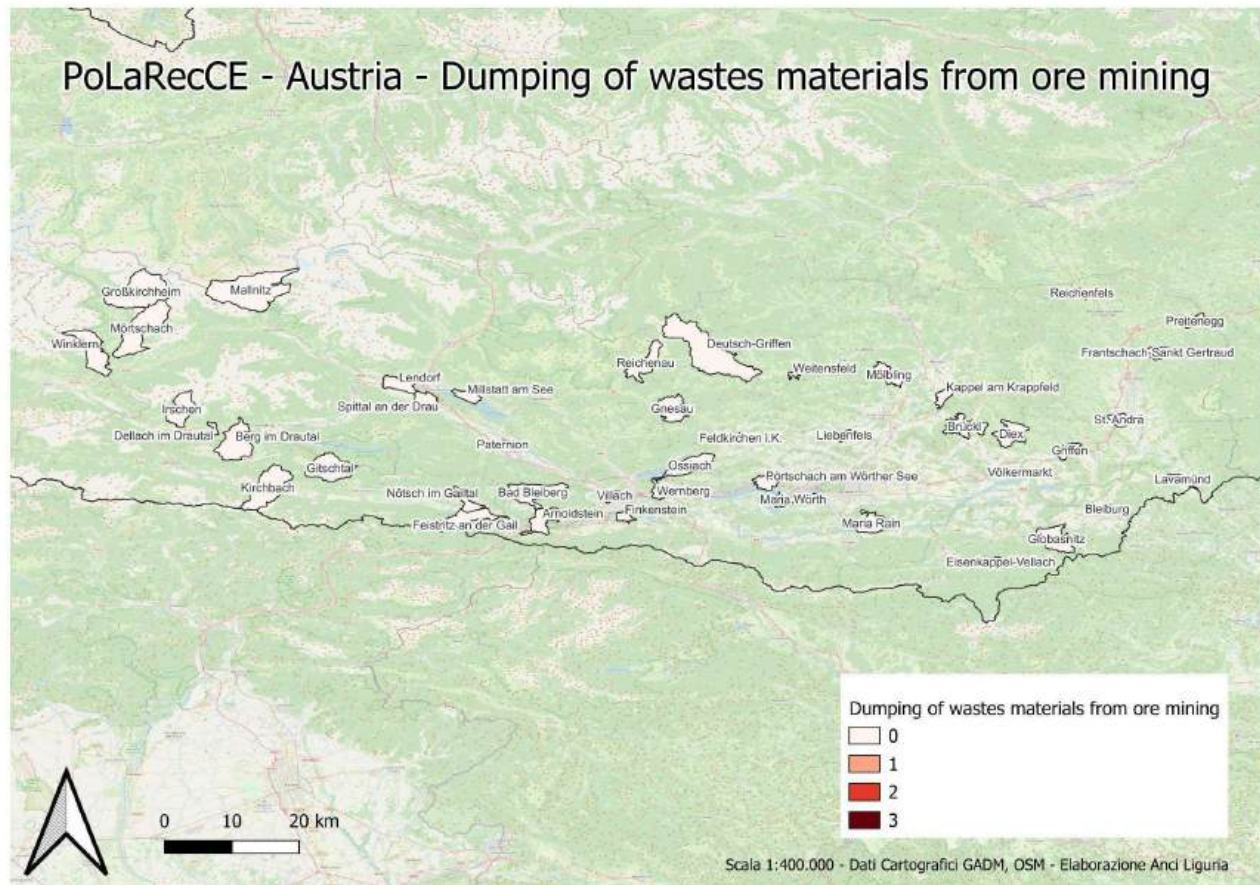 PoLaRecCE - Austria - Dumping of wastes materials from ore mining
Großkirchheim
Mallnitz
Reichenfels
Mörtschach
Preitenegg
Winklern
Deutsch-Griffen
Frantschach-Sankt Gertraud
Reichenau
Weitensfeld
Mölbling
Lendorf
Millstatt am See
Kappel am Krappfeld
Spittal an der Drau
Irschen
Gnesau
St. Andrä
Dellach im Drautal
Berg im Drautal
Brückl
Diex
Paternion
Feldkirchen i.K.
Liebenfels
Griffen
Gitschtal
Ossiach
Völkermarkt
Kirchbach
Pörtschach am Wörther See
Lavamünd
Nötsch im Gailtal
Bad Bleiberg
Villach
Wernberg
Maria Wörth
Feistritz an der Gail
Arnoldstein
Finkenstein
Maria Rain
Bleiburg
Globasnitz
Eisenkappel-Vellach
Dumping of wastes materials from ore mining
0
1
2
3
0 10 20 km
Scala 1:400.000 - Dati Cartografici GADM, OSM - Elaborazione Anci Liguria